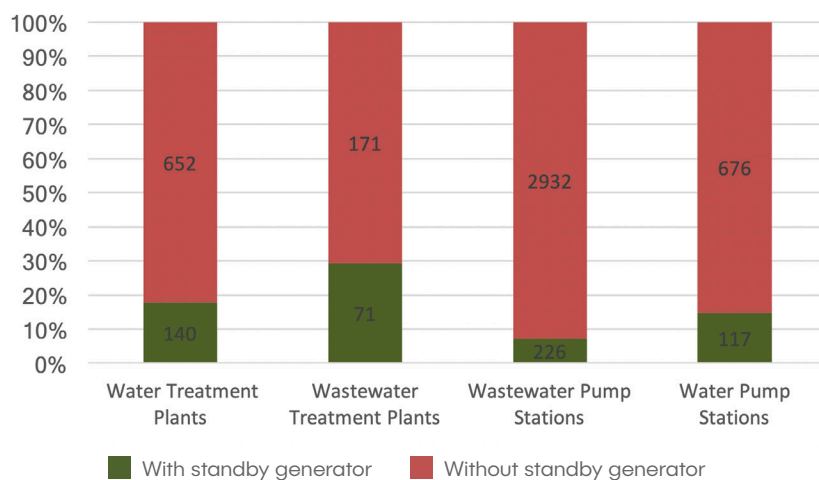 100%
90%
80%
70%
60%
50%
40%
30%
20%
10%
0%
652
171
2932
676
140
71
226
117
Water Treatment
Plants
Wastewater
Treatment Plants
Wastewater Pump
Stations
Water Pump
Stations
With standby generator
Without standby generator